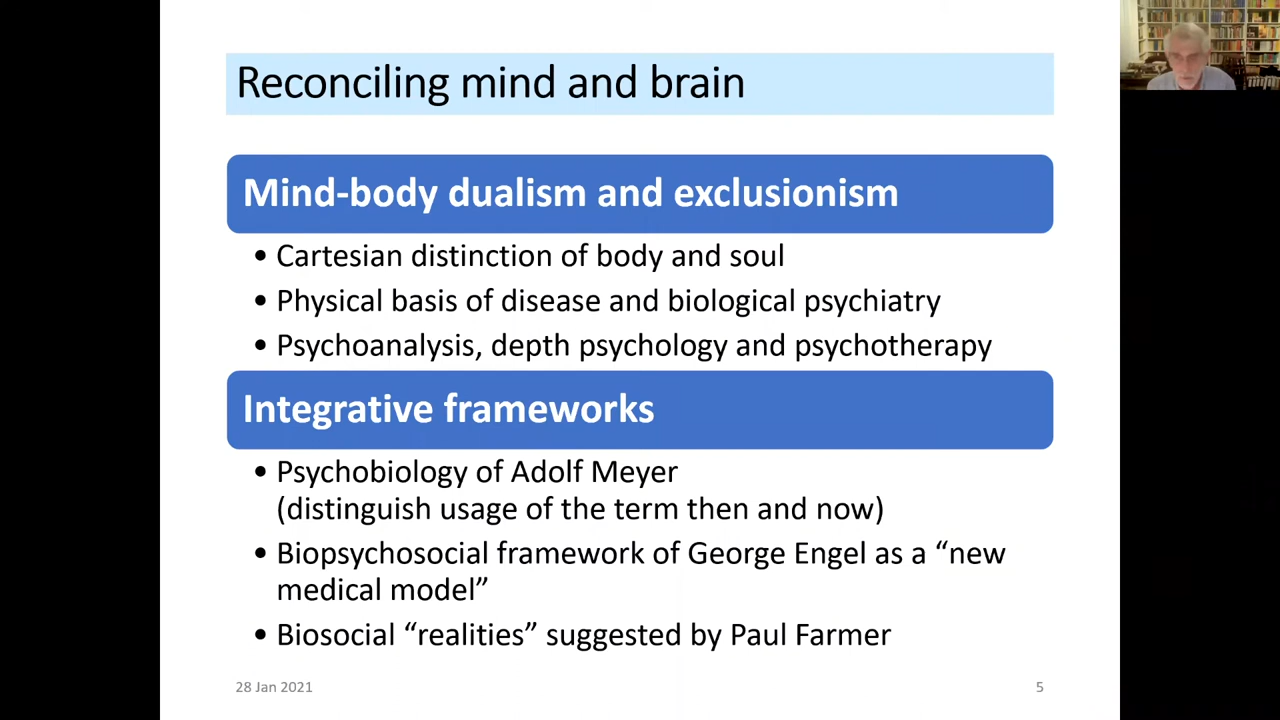 Reconciling mind and brain
Mind-body dualism and exclusionism
• Cartesian distinction of body and soul
• Physical basis of disease and biological psychiatry
• Psychoanalysis, depth psychology and psychotherapy
Integrative frameworks
• Psychobiology of Adolf Meyer
(distinguish usage of the term then and now)
• Biopsychosocial framework of George Engel as a “new
medical model”
• Biosocial “realities” suggested by Paul Farmer
28 Jan 2021
5